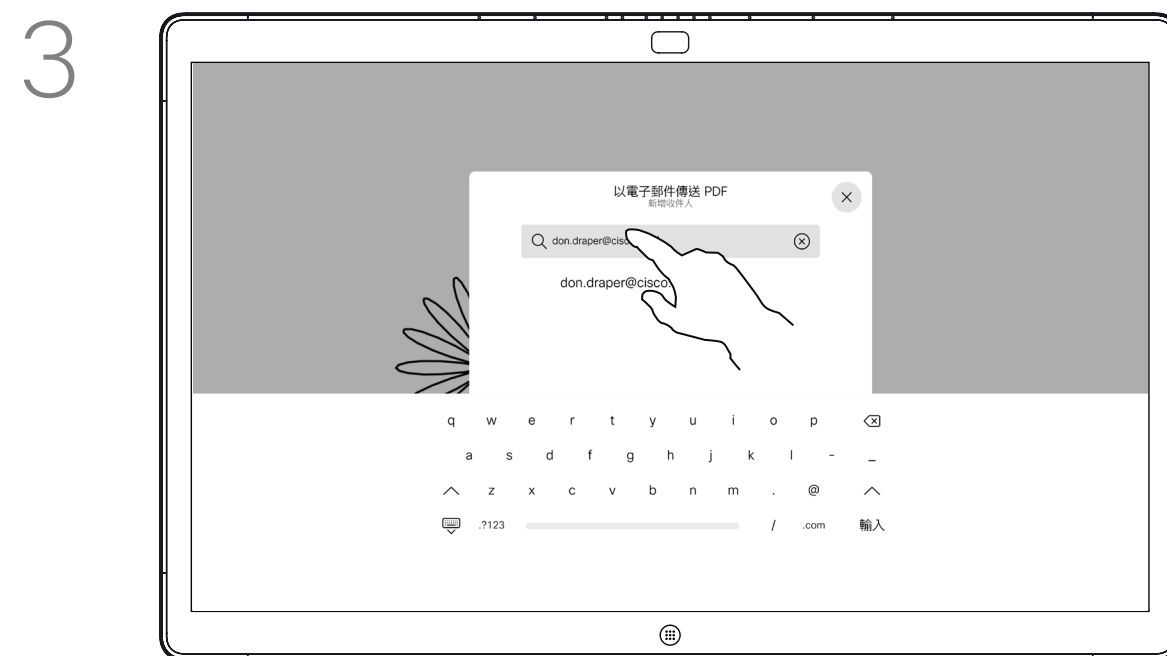 3
以電子郵件傳送 PDF
新增收件人
don.draper@cisc
don.draper@cisco.
q w e r t y u i o p
a s d f g h j k l - _
z x c v b n m . @
.?123 / .com 輸入